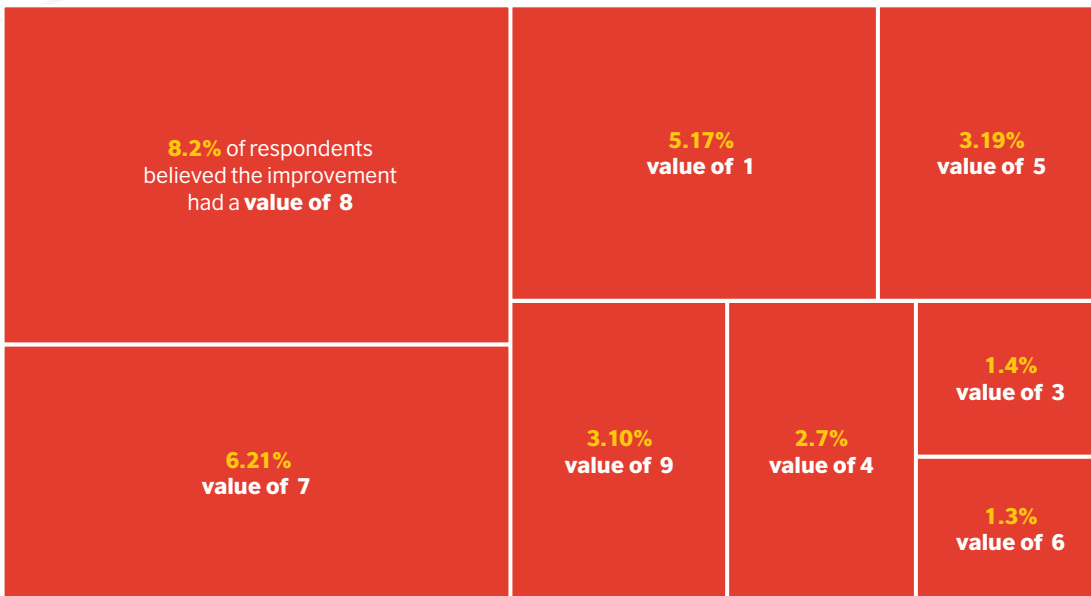 8.2% of respondents
believed the improvement
had a value of 8
5.17%
value of 1
3.19%
value of 5
6.21%
value of 7
3.10%
value of 9
2.7%
value of 4
1.4%
value of 3
1.3%
value of 6